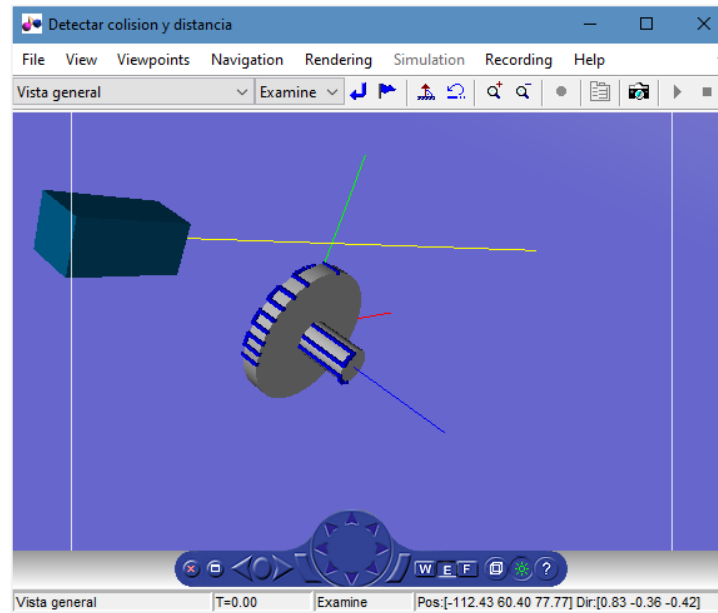 Detectar colision y distancia
File View Viewpoints Navigation Rendering Simulation Recording Help
Vista general Examine
W E F ?
Vista general T=0.00 Examine Pos:[-112.43 60.40 77.77] Dir:[0.83 -0.36 -0.42]